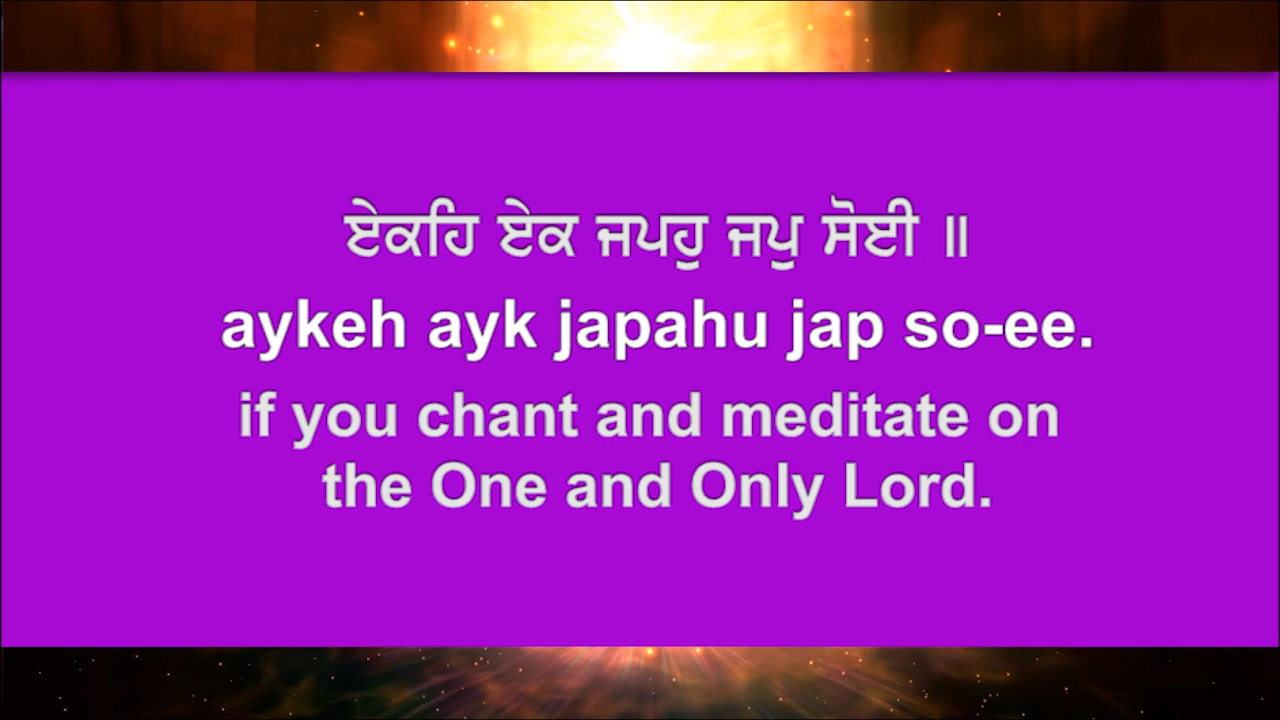 ਏਕਹਿ ਏਕ ਜਪਹੁ ਜਪੁ ਸੋਈ ॥
aykeh ayk japahu jap so-ee.
if you chant and meditate on
the One and Only Lord.